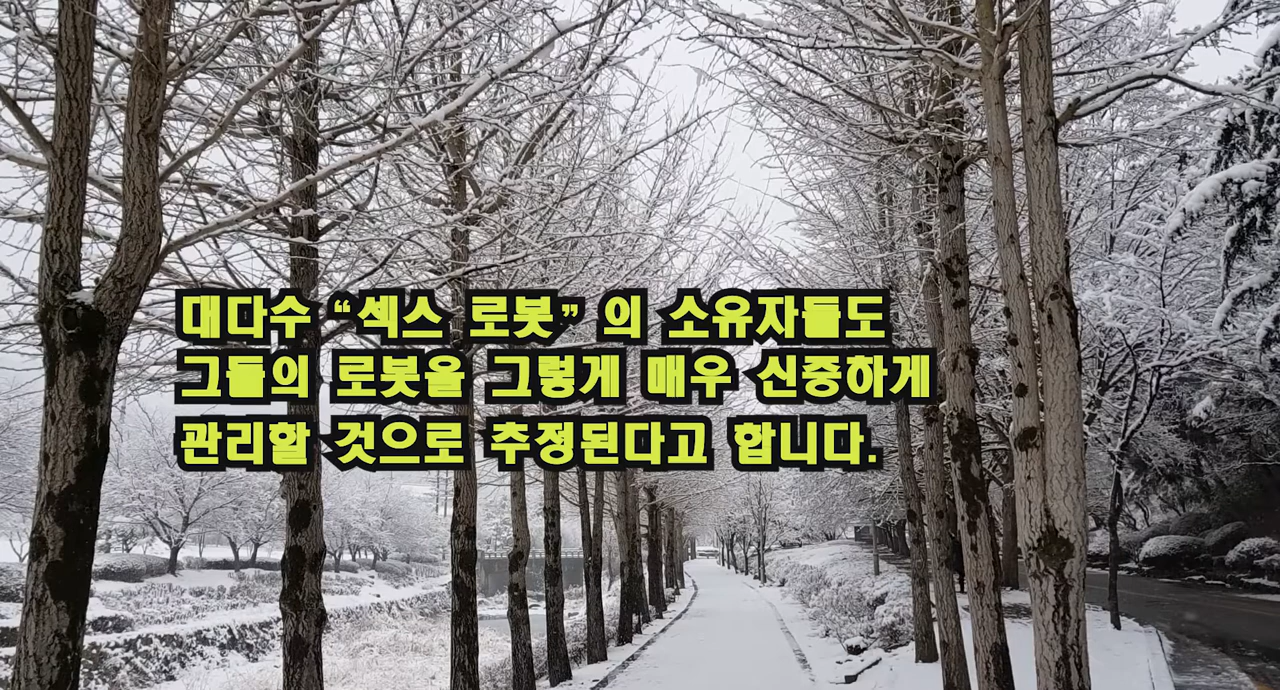 대다수 “섹스 로봇” 의 소유자들도
그들의 로봇을 그렇게 매우 신중하게
관리할 것으로 추정된다고 합니다.